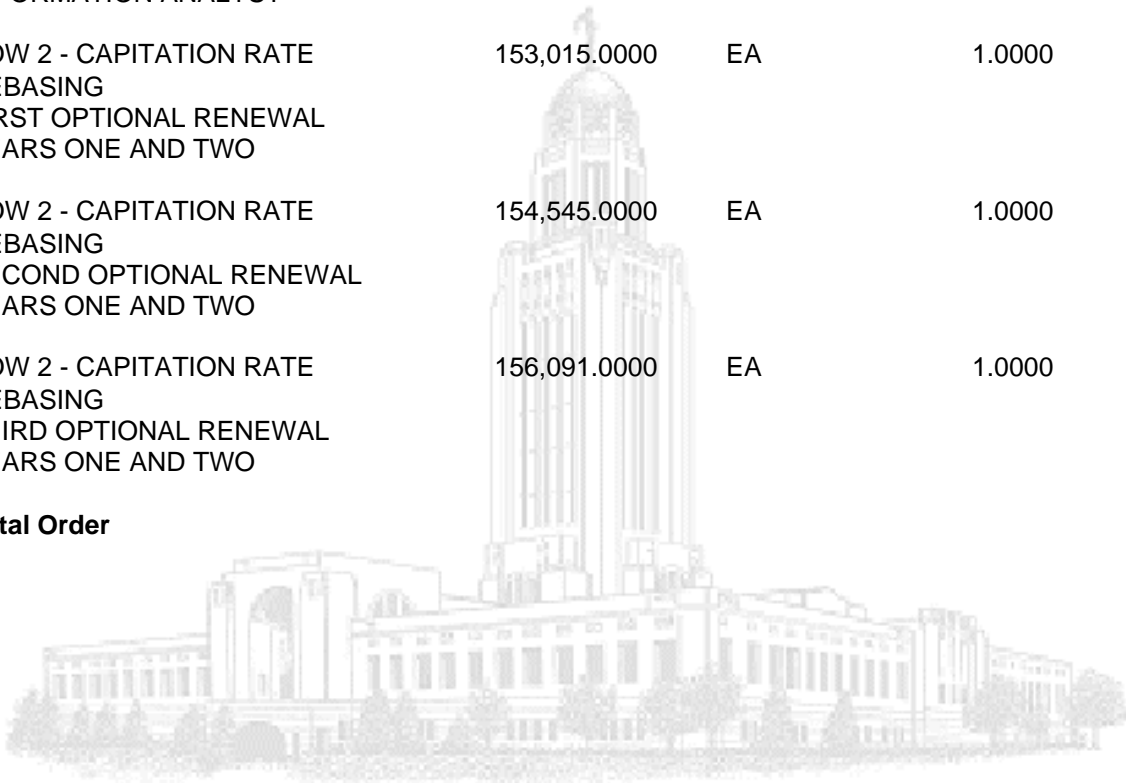 OW 2 - CAPITATION RATE 153,015.0000 EA 1.0000
EBASING
RST OPTIONAL RENEWAL
ARS ONE AND TWO
OW 2 - CAPITATION RATE 154,545.0000 EA 1.0000
EBASING
COND OPTIONAL RENEWAL
ARS ONE AND TWO
OW 2 - CAPITATION RATE 156,091.0000 EA 1.0000
EBASING
IRD OPTIONAL RENEWAL
ARS ONE AND TWO
tal Order